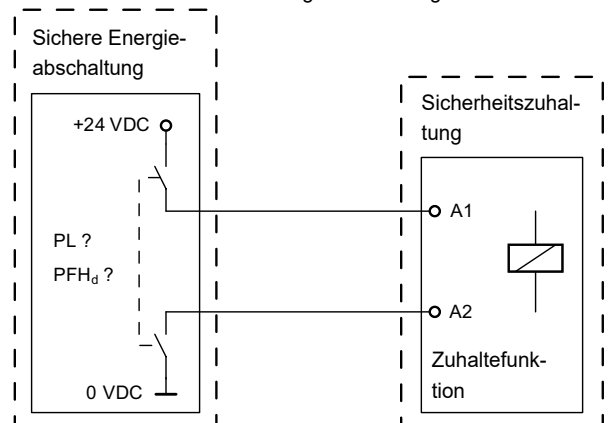 Sichere Energie-
abschaltung
+24 VDC
PL ?
PFHd ?
0 VDC
Sicherheitszuhal-
tung
A1
A2
Zuhaltefunk-
tion